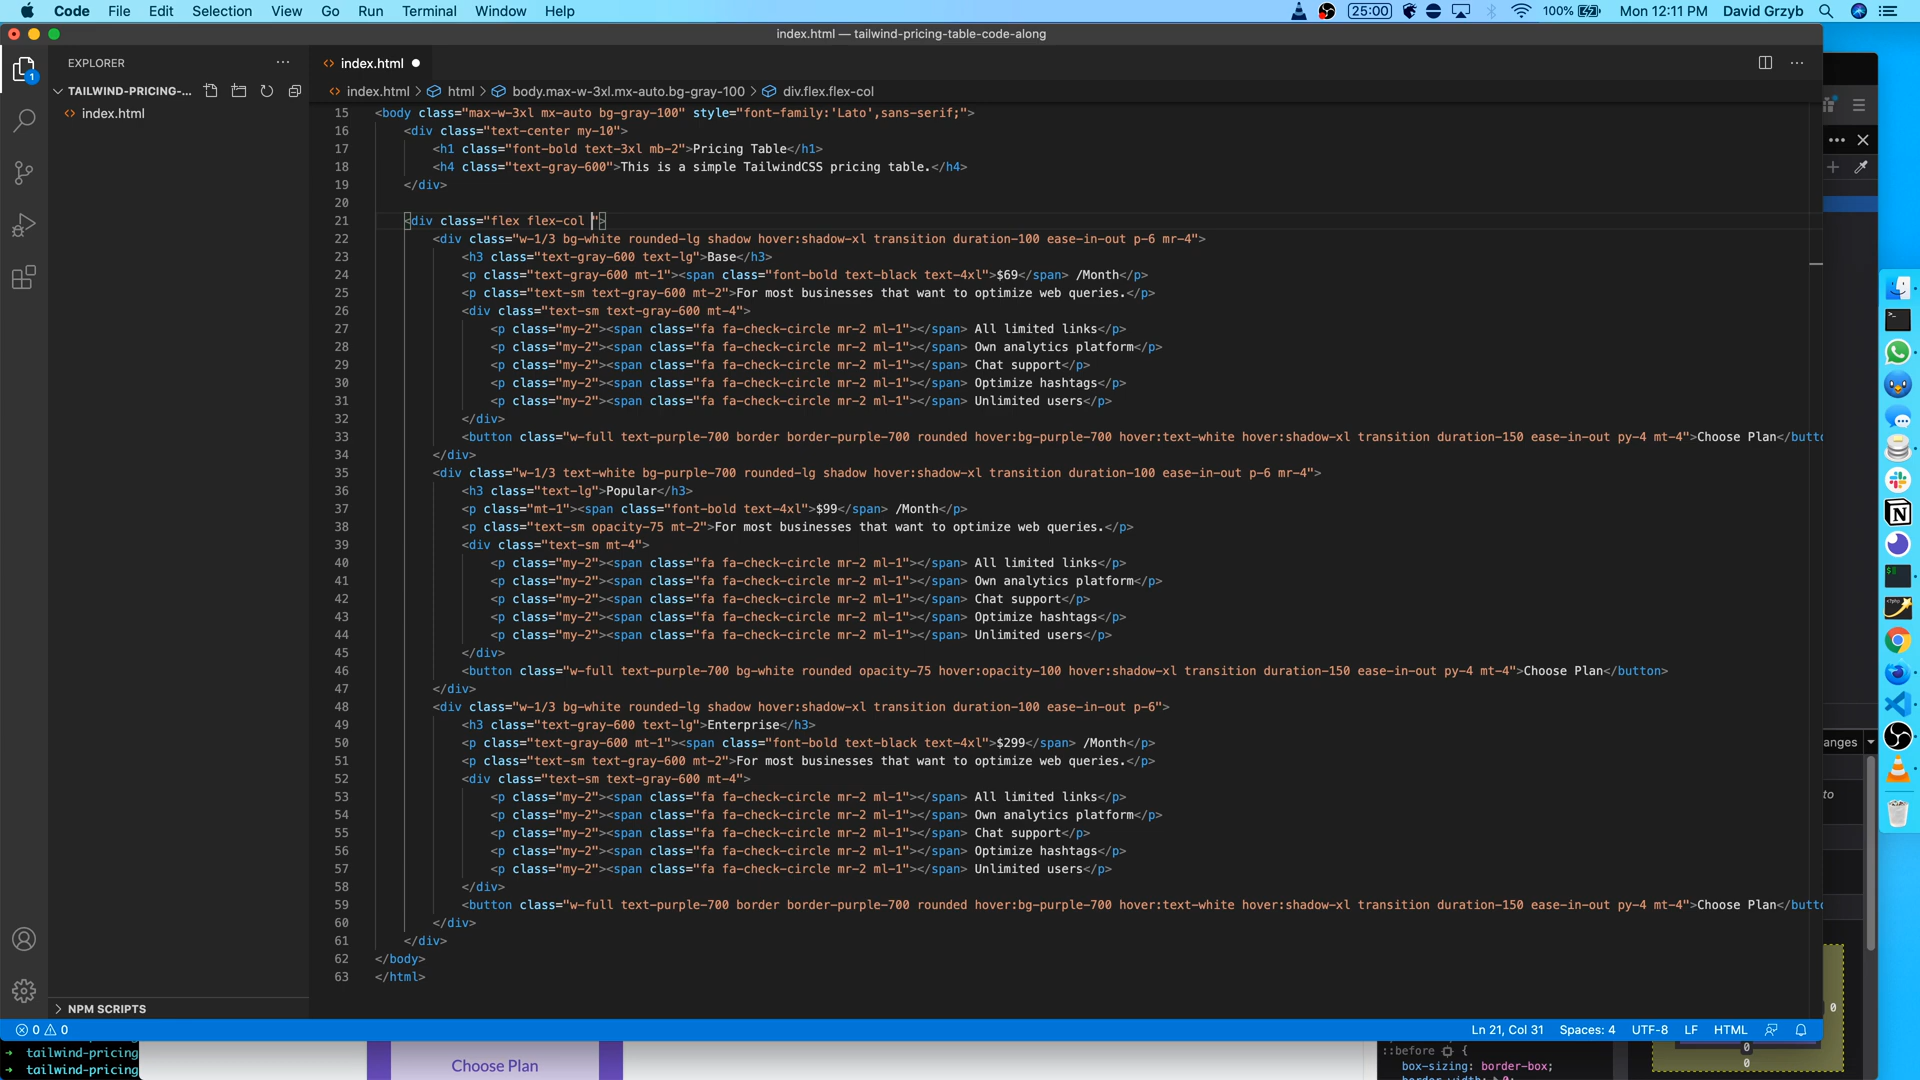 Code File Edit Selection View Go Run Terminal Window Help 25:00 100% Mon 12:11 PM David Grzyb
index.html — tailwind-pricing-table-code-along
EXPLORER
index.html
TAILWIND-PRICING-...
index.html
index.html > html > body.max-w-3xl.mx-auto.bg-gray-100 > div.flex.flex-col
15 <body class="max-w-3xl mx-auto bg-gray-100" style="font-family:'Lato',sans-serif;">
16 <div class="text-center my-10">
17 <h1 class="font-bold text-3xl mb-2">Pricing Table</h1>
18 <h4 class="text-gray-600">This is a simple TailwindCSS pricing table.</h4>
19 </div>
20
21 <div class="flex flex-col ">
22 <div class="w-1/3 bg-white rounded-lg shadow hover:shadow-xl transition duration-100 ease-in-out p-6 mr-4">
23 <h3 class="text-gray-600 text-lg">Base</h3>
24 <p class="text-gray-600 mt-1"><span class="font-bold text-black text-4xl">$69</span> /Month</p>
25 <p class="text-sm text-gray-600 mt-2">For most businesses that want to optimize web queries.</p>
26 <div class="text-sm text-gray-600 mt-4">
27 <p class="my-2"><span class="fa fa-check-circle mr-2 ml-1"></span> All limited links</p>
28 <p class="my-2"><span class="fa fa-check-circle mr-2 ml-1"></span> Own analytics platform</p>
29 <p class="my-2"><span class="fa fa-check-circle mr-2 ml-1"></span> Chat support</p>
30 <p class="my-2"><span class="fa fa-check-circle mr-2 ml-1"></span> Optimize hashtags</p>
31 <p class="my-2"><span class="fa fa-check-circle mr-2 ml-1"></span> Unlimited users</p>
32 </div>
33 <button class="w-full text-purple-700 border border-purple-700 rounded hover:bg-purple-700 hover:text-white hover:shadow-xl transition duration-150 ease-in-out py-4 mt-4">Choose Plan</butto
34 </div>
35 <div class="w-1/3 text-white bg-purple-700 rounded-lg shadow hover:shadow-xl transition duration-100 ease-in-out p-6 mr-4">
36 <h3 class="text-lg">Popular</h3>
37 <p class="mt-1"><span class="font-bold text-4xl">$99</span> /Month</p>
38 <p class="text-sm opacity-75 mt-2">For most businesses that want to optimize web queries.</p>
39 <div class="text-sm mt-4">
40 <p class="my-2"><span class="fa fa-check-circle mr-2 ml-1"></span> All limited links</p>
41 <p class="my-2"><span class="fa fa-check-circle mr-2 ml-1"></span> Own analytics platform</p>
42 <p class="my-2"><span class="fa fa-check-circle mr-2 ml-1"></span> Chat support</p>
43 <p class="my-2"><span class="fa fa-check-circle mr-2 ml-1"></span> Optimize hashtags</p>
44 <p class="my-2"><span class="fa fa-check-circle mr-2 ml-1"></span> Unlimited users</p>
45 </div>
46 <button class="w-full text-purple-700 bg-white rounded opacity-75 hover:opacity-100 hover:shadow-xl transition duration-150 ease-in-out py-4 mt-4">Choose Plan</button>
47 </div>
48 <div class="w-1/3 bg-white rounded-lg shadow hover:shadow-xl transition duration-100 ease-in-out p-6">
49 <h3 class="text-gray-600 text-lg">Enterprise</h3>
50 <p class="text-gray-600 mt-1"><span class="font-bold text-black text-4xl">$299</span> /Month</p>
51 <p class="text-sm text-gray-600 mt-2">For most businesses that want to optimize web queries.</p>
52 <div class="text-sm text-gray-600 mt-4">
53 <p class="my-2"><span class="fa fa-check-circle mr-2 ml-1"></span> All limited links</p>
54 <p class="my-2"><span class="fa fa-check-circle mr-2 ml-1"></span> Own analytics platform</p>
55 <p class="my-2"><span class="fa fa-check-circle mr-2 ml-1"></span> Chat support</p>
56 <p class="my-2"><span class="fa fa-check-circle mr-2 ml-1"></span> Optimize hashtags</p>
57 <p class="my-2"><span class="fa fa-check-circle mr-2 ml-1"></span> Unlimited users</p>
58 </div>
59 <button class="w-full text-purple-700 border border-purple-700 rounded hover:bg-purple-700 hover:text-white hover:shadow-xl transition duration-150 ease-in-out py-4 mt-4">Choose Plan</butto
60 </div>
61 </div>
62 </body>
63 </html>
anges
to
0
NPM SCRIPTS
0 0 Ln 21, Col 31 Spaces: 4 UTF-8 LF HTML
tailwind-pricing
tailwind-pricing
Choose Plan
::before {
box-sizing: border-box;
0
0